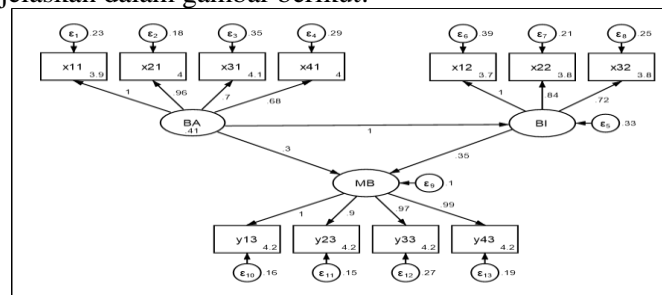 jelaskan dalam gambar berikut:
ε1 .23 ε2 .18 ε3 .35 ε4 .29 ε6 .39 ε7 .21 ε8 .25
x11 3.9 x21 4 x31 4.1 x41 4 x12 3.7 x22 3.8 x32 3.8
1 .96 .7 .68 1 .84 .72
BA .41 1 BI ε5 .33
.3 .35
MB ε9 .1
1 .9 .97 .99
y13 4.2 y23 4.2 y33 4.2 y43 4.2
ε10 .16 ε11 .15 ε12 .27 ε13 .19